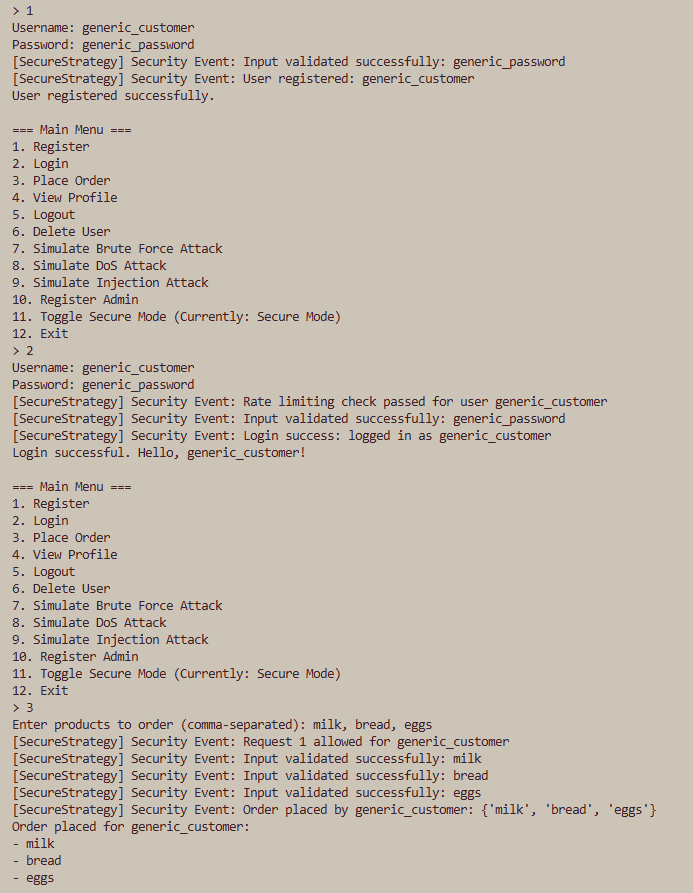 > 1
Username: generic_customer
Password: generic_password
[SecureStrategy] Security Event: Input validated successfully: generic_password
[SecureStrategy] Security Event: User registered: generic_customer
User registered successfully.

=== Main Menu ===
1. Register
2. Login
3. Place Order
4. View Profile
5. Logout
6. Delete User
7. Simulate Brute Force Attack
8. Simulate DoS Attack
9. Simulate Injection Attack
10. Register Admin
11. Toggle Secure Mode (Currently: Secure Mode)
12. Exit
> 2
Username: generic_customer
Password: generic_password
[SecureStrategy] Security Event: Rate limiting check passed for user generic_customer
[SecureStrategy] Security Event: Input validated successfully: generic_password
[SecureStrategy] Security Event: Login success: logged in as generic_customer
Login successful. Hello, generic_customer!

=== Main Menu ===
1. Register
2. Login
3. Place Order
4. View Profile
5. Logout
6. Delete User
7. Simulate Brute Force Attack
8. Simulate DoS Attack
9. Simulate Injection Attack
10. Register Admin
11. Toggle Secure Mode (Currently: Secure Mode)
12. Exit
> 3
Enter products to order (comma-separated): milk, bread, eggs
[SecureStrategy] Security Event: Request 1 allowed for generic_customer
[SecureStrategy] Security Event: Input validated successfully: milk
[SecureStrategy] Security Event: Input validated successfully: bread
[SecureStrategy] Security Event: Input validated successfully: eggs
[SecureStrategy] Security Event: Order placed by generic_customer: {'milk', 'bread', 'eggs'}
Order placed for generic_customer:
- milk
- bread
- eggs